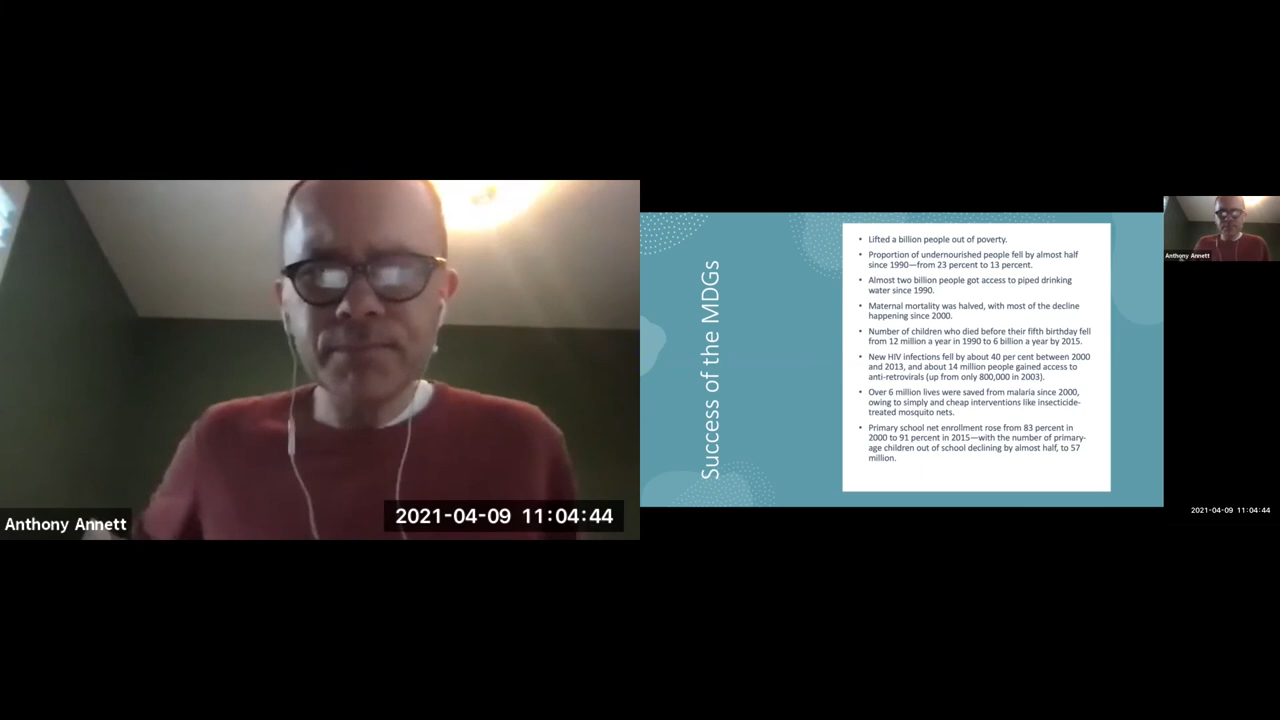 Anthony Annett
2021-04-09 11:04:44
Success of the MDGs
• Lifted a billion people out of poverty.
• Proportion of undernourished people fell by almost half
since 1990—from 23 percent to 13 percent.
• Almost two billion people got access to piped drinking
water since 1990.
• Maternal mortality was halved, with most of the decline
happening since 2000.
• Number of children who died before their fifth birthday fell
from 12 million a year in 1990 to 6 billion a year by 2015.
• New HIV infections fell by about 40 per cent between 2000
and 2013, and about 14 million people gained access to
anti-retrovirals (up from only 800,000 in 2003).
• Over 6 million lives were saved from malaria since 2000,
owing to simply and cheap interventions like insecticide-
treated mosquito nets.
• Primary school net enrollment rose from 83 percent in
2000 to 91 percent in 2015—with the number of primary-
age children out of school declining by almost half, to 57
million.
Anthony Annett
2021-04-09 11:04:44